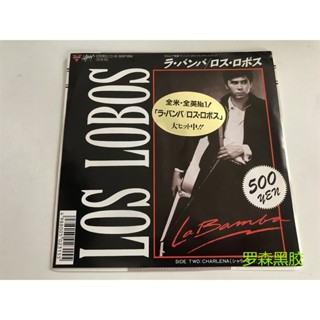 ラ・バンバ/ロス・ロボス
LOS LOBOS
全米・全英No.1!
「ラ・バンバ ロス・ロボス」
大ヒット中!!
500
YEN
La Bamba
SIDE TWO: CHARLENA
罗森黑胶